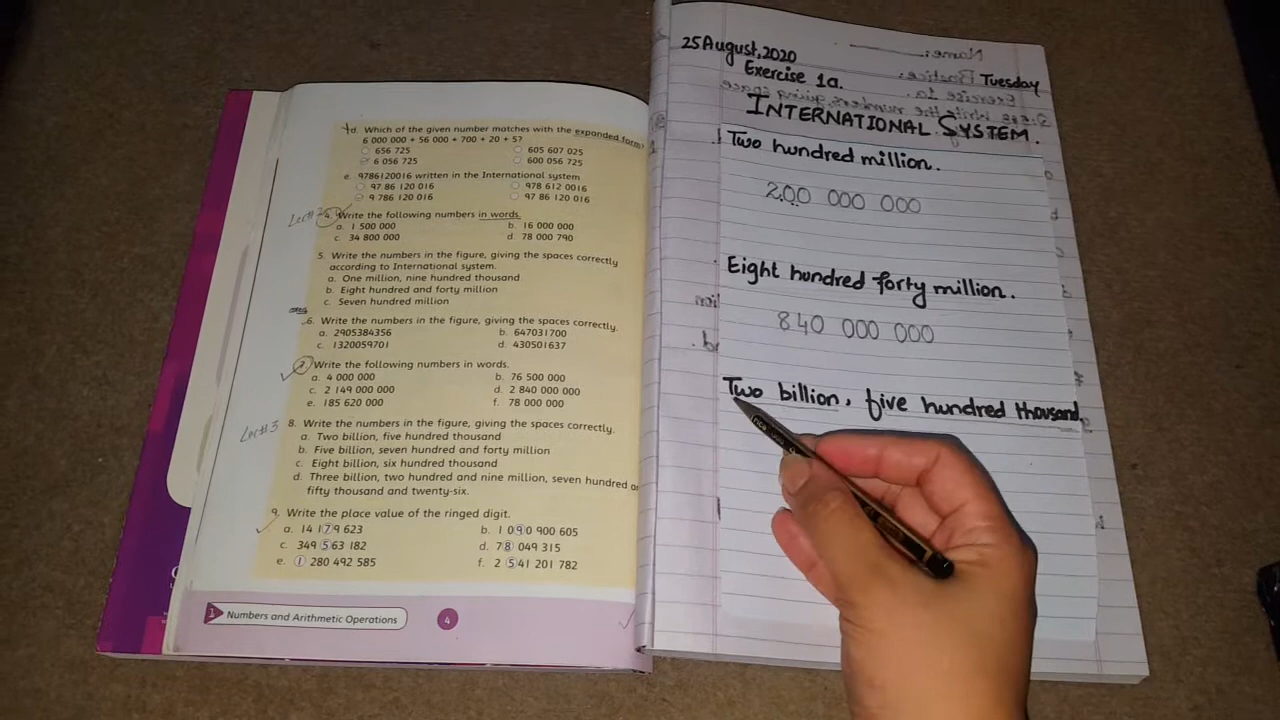 d. Which of the given number matches with the expanded form?
6 000 000 + 56 000 + 700 + 20 + 5?
656 725
605 607 025
6 056 725
600 056 725
e. 9786120016 written in the International system
97 86 120 016
978 612 0016
9 786 120 016
97 86 120 016
Lec#2
4. Write the following numbers in words.
a. 1 500 000
b. 16 000 000
c. 34 800 000
d. 78 000 790
5. Write the numbers in the figure, giving the spaces correctly
according to International system.
a. One million, nine hundred thousand
b. Eight hundred and forty million
c. Seven hundred million
6. Write the numbers in the figure, giving the spaces correctly.
a. 2905384356
b. 647031700
c. 1320059701
d. 430501637
7. Write the following numbers in words.
a. 4 000 000
b. 76 500 000
c. 2 149 000 000
d. 2 840 000 000
e. 185 620 000
f. 78 000 000
Lec#3
8. Write the numbers in the figure, giving the spaces correctly.
a. Two billion, five hundred thousand
b. Five billion, seven hundred and forty million
c. Eight billion, six hundred thousand
d. Three billion, two hundred and nine million, seven hundred
fifty thousand and twenty-six.
9. Write the place value of the ringed digit.
a. 14 179 623
b. 1 090 900 605
c. 349 563 182
d. 78 049 315
e. 1 280 492 585
f. 2 541 201 782
1 Numbers and Arithmetic Operations
4
25 August, 2020
Exercise 1a. Tuesday
INTERNATIONAL SYSTEM.
Two hundred million.
200 000 000
Eight hundred forty million.
840 000 000
Two billion, five hundred thousand.